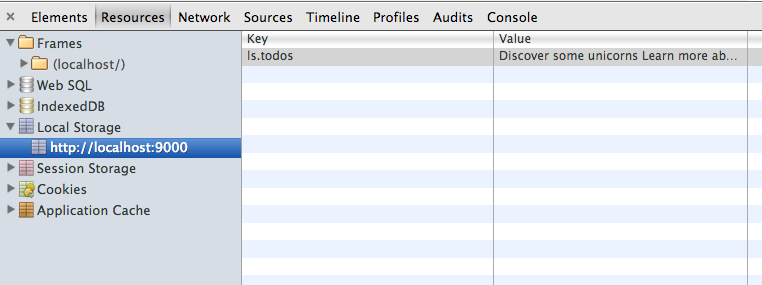 × Elements Resources Network Sources Timeline Profiles Audits Console
Frames
(localhost/)
Web SQL
IndexedDB
Local Storage
http://localhost:9000
Session Storage
Cookies
Application Cache
Key Value
ls.todos Discover some unicorns Learn more ab...